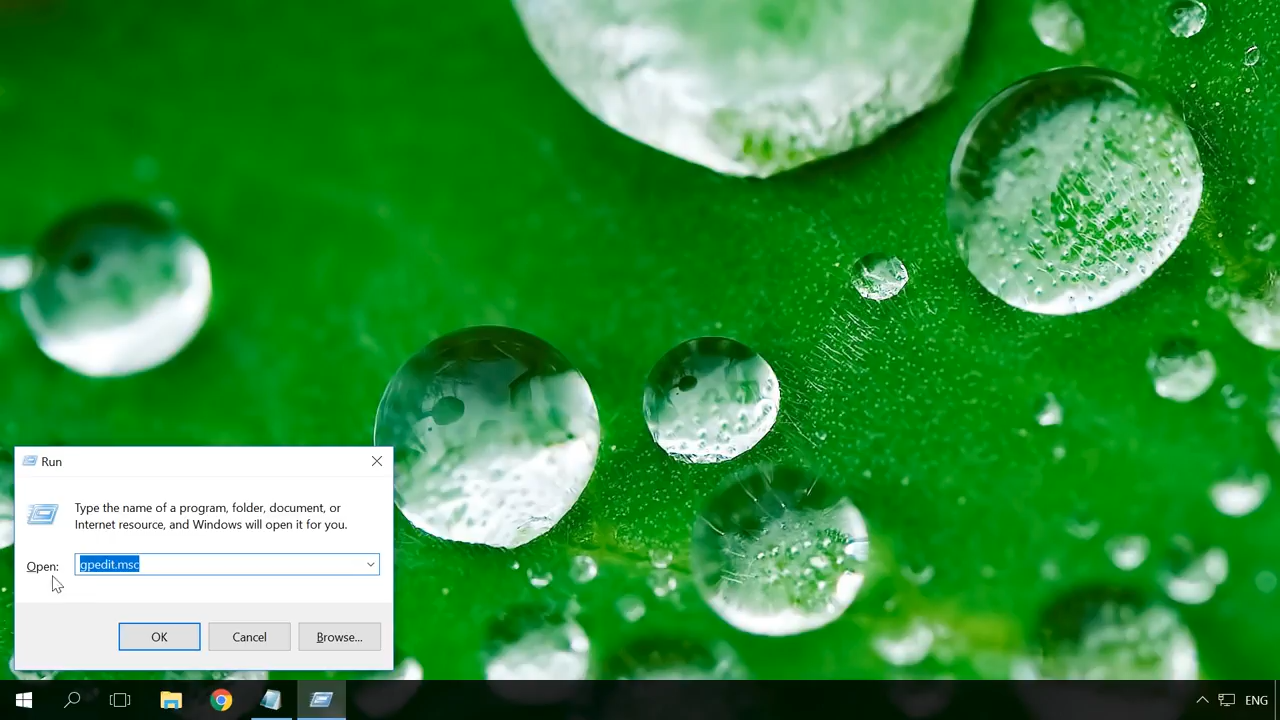 Run
Type the name of a program, folder, document, or
Internet resource, and Windows will open it for you.
Open:
gpedit.msc
OK
Cancel
Browse...
ENG